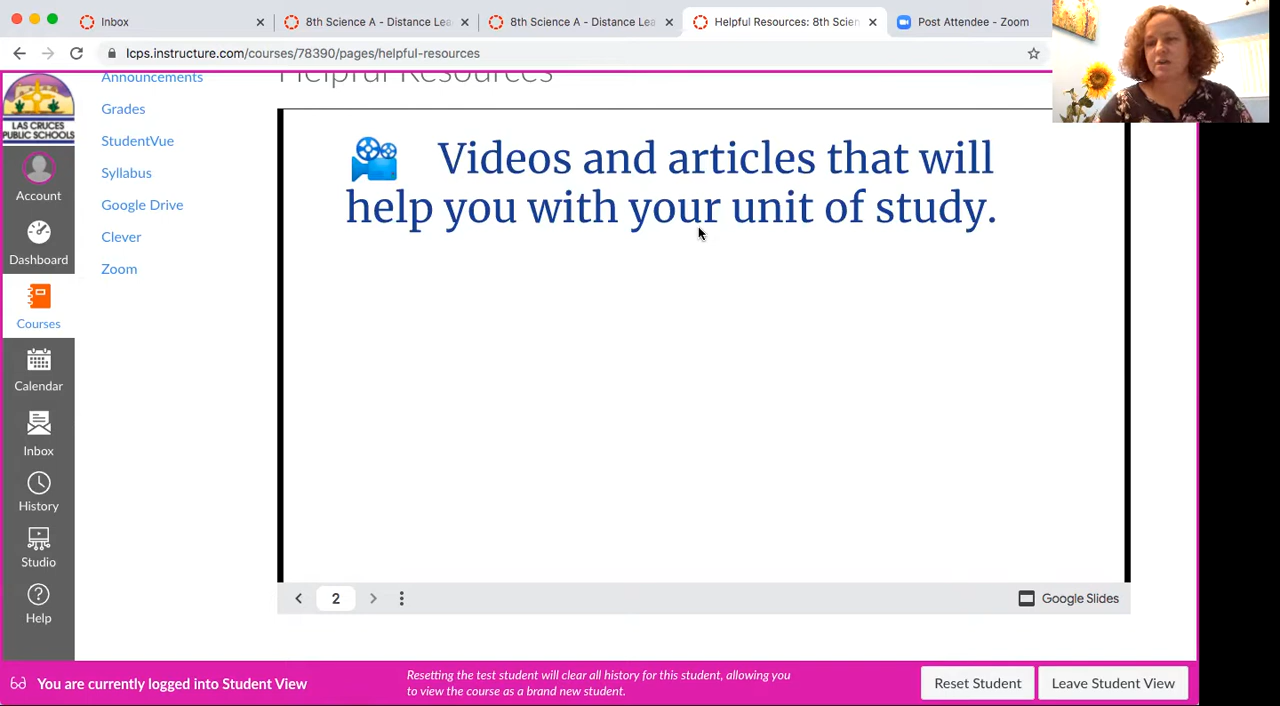 Inbox
8th Science A - Distance Lea
8th Science A - Distance Lea
Helpful Resources: 8th Scien
Post Attendee - Zoom
lcps.instructure.com/courses/78390/pages/helpful-resources
LAS CRUCES
PUBLIC SCHOOLS
Account
Dashboard
Courses
Calendar
Inbox
History
Studio
Help
Announcements
Grades
StudentVue
Syllabus
Google Drive
Clever
Zoom
Helpful Resources
Videos and articles that will
help you with your unit of study.
2
Google Slides
You are currently logged into Student View
Resetting the test student will clear all history for this student, allowing you
to view the course as a brand new student.
Reset Student
Leave Student View